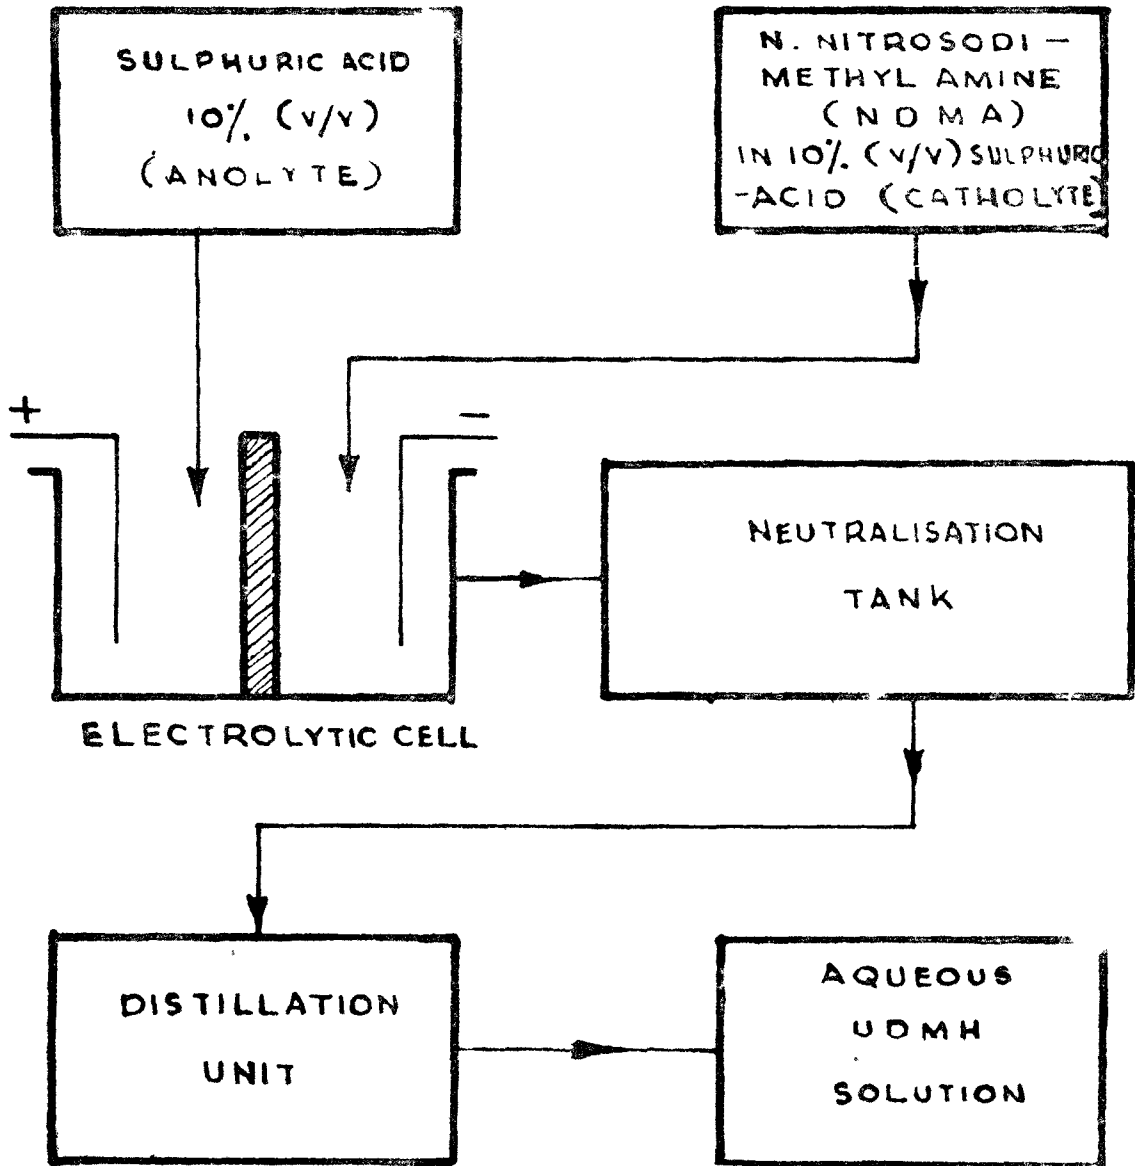 SULPHURIC ACID
10% (V/V)
(ANOLYTE)
N. NITROSODI-
METHYL AMINE
(NDMA)
IN 10% (V/V) SULPHURIC
-ACID (CATHOLYTE)
+
-
NEUTRALISATION
TANK
ELECTROLYTIC CELL
DISTILLATION
UNIT
AQUEOUS
UDMH
SOLUTION